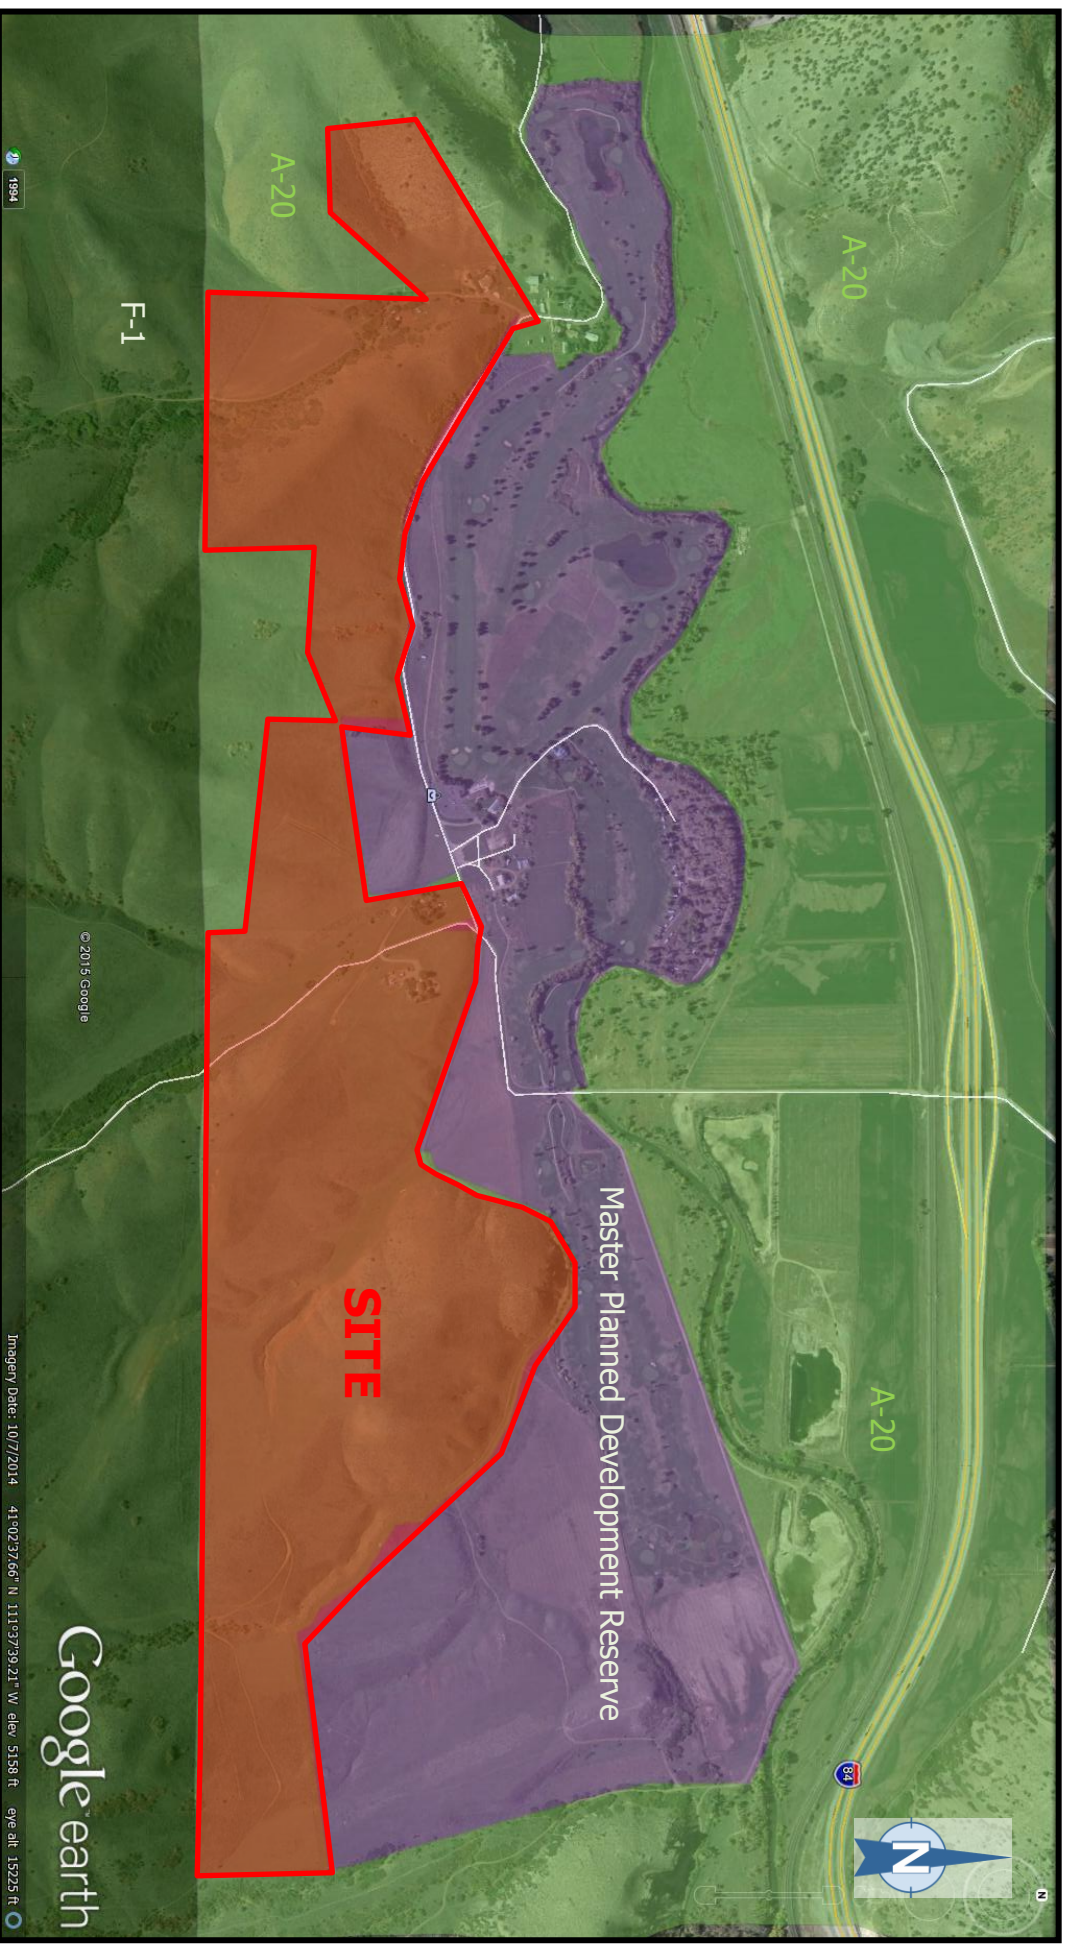 A-20
A-20
A-20
F-1
Master Planned Development Reserve
SITE
84
N
N
1994
© 2015 Google
Google earth
Imagery Date: 10/7/2014 41°02'37.66" N 111°37'39.21" W elev 5158 ft eye alt 15225 ft